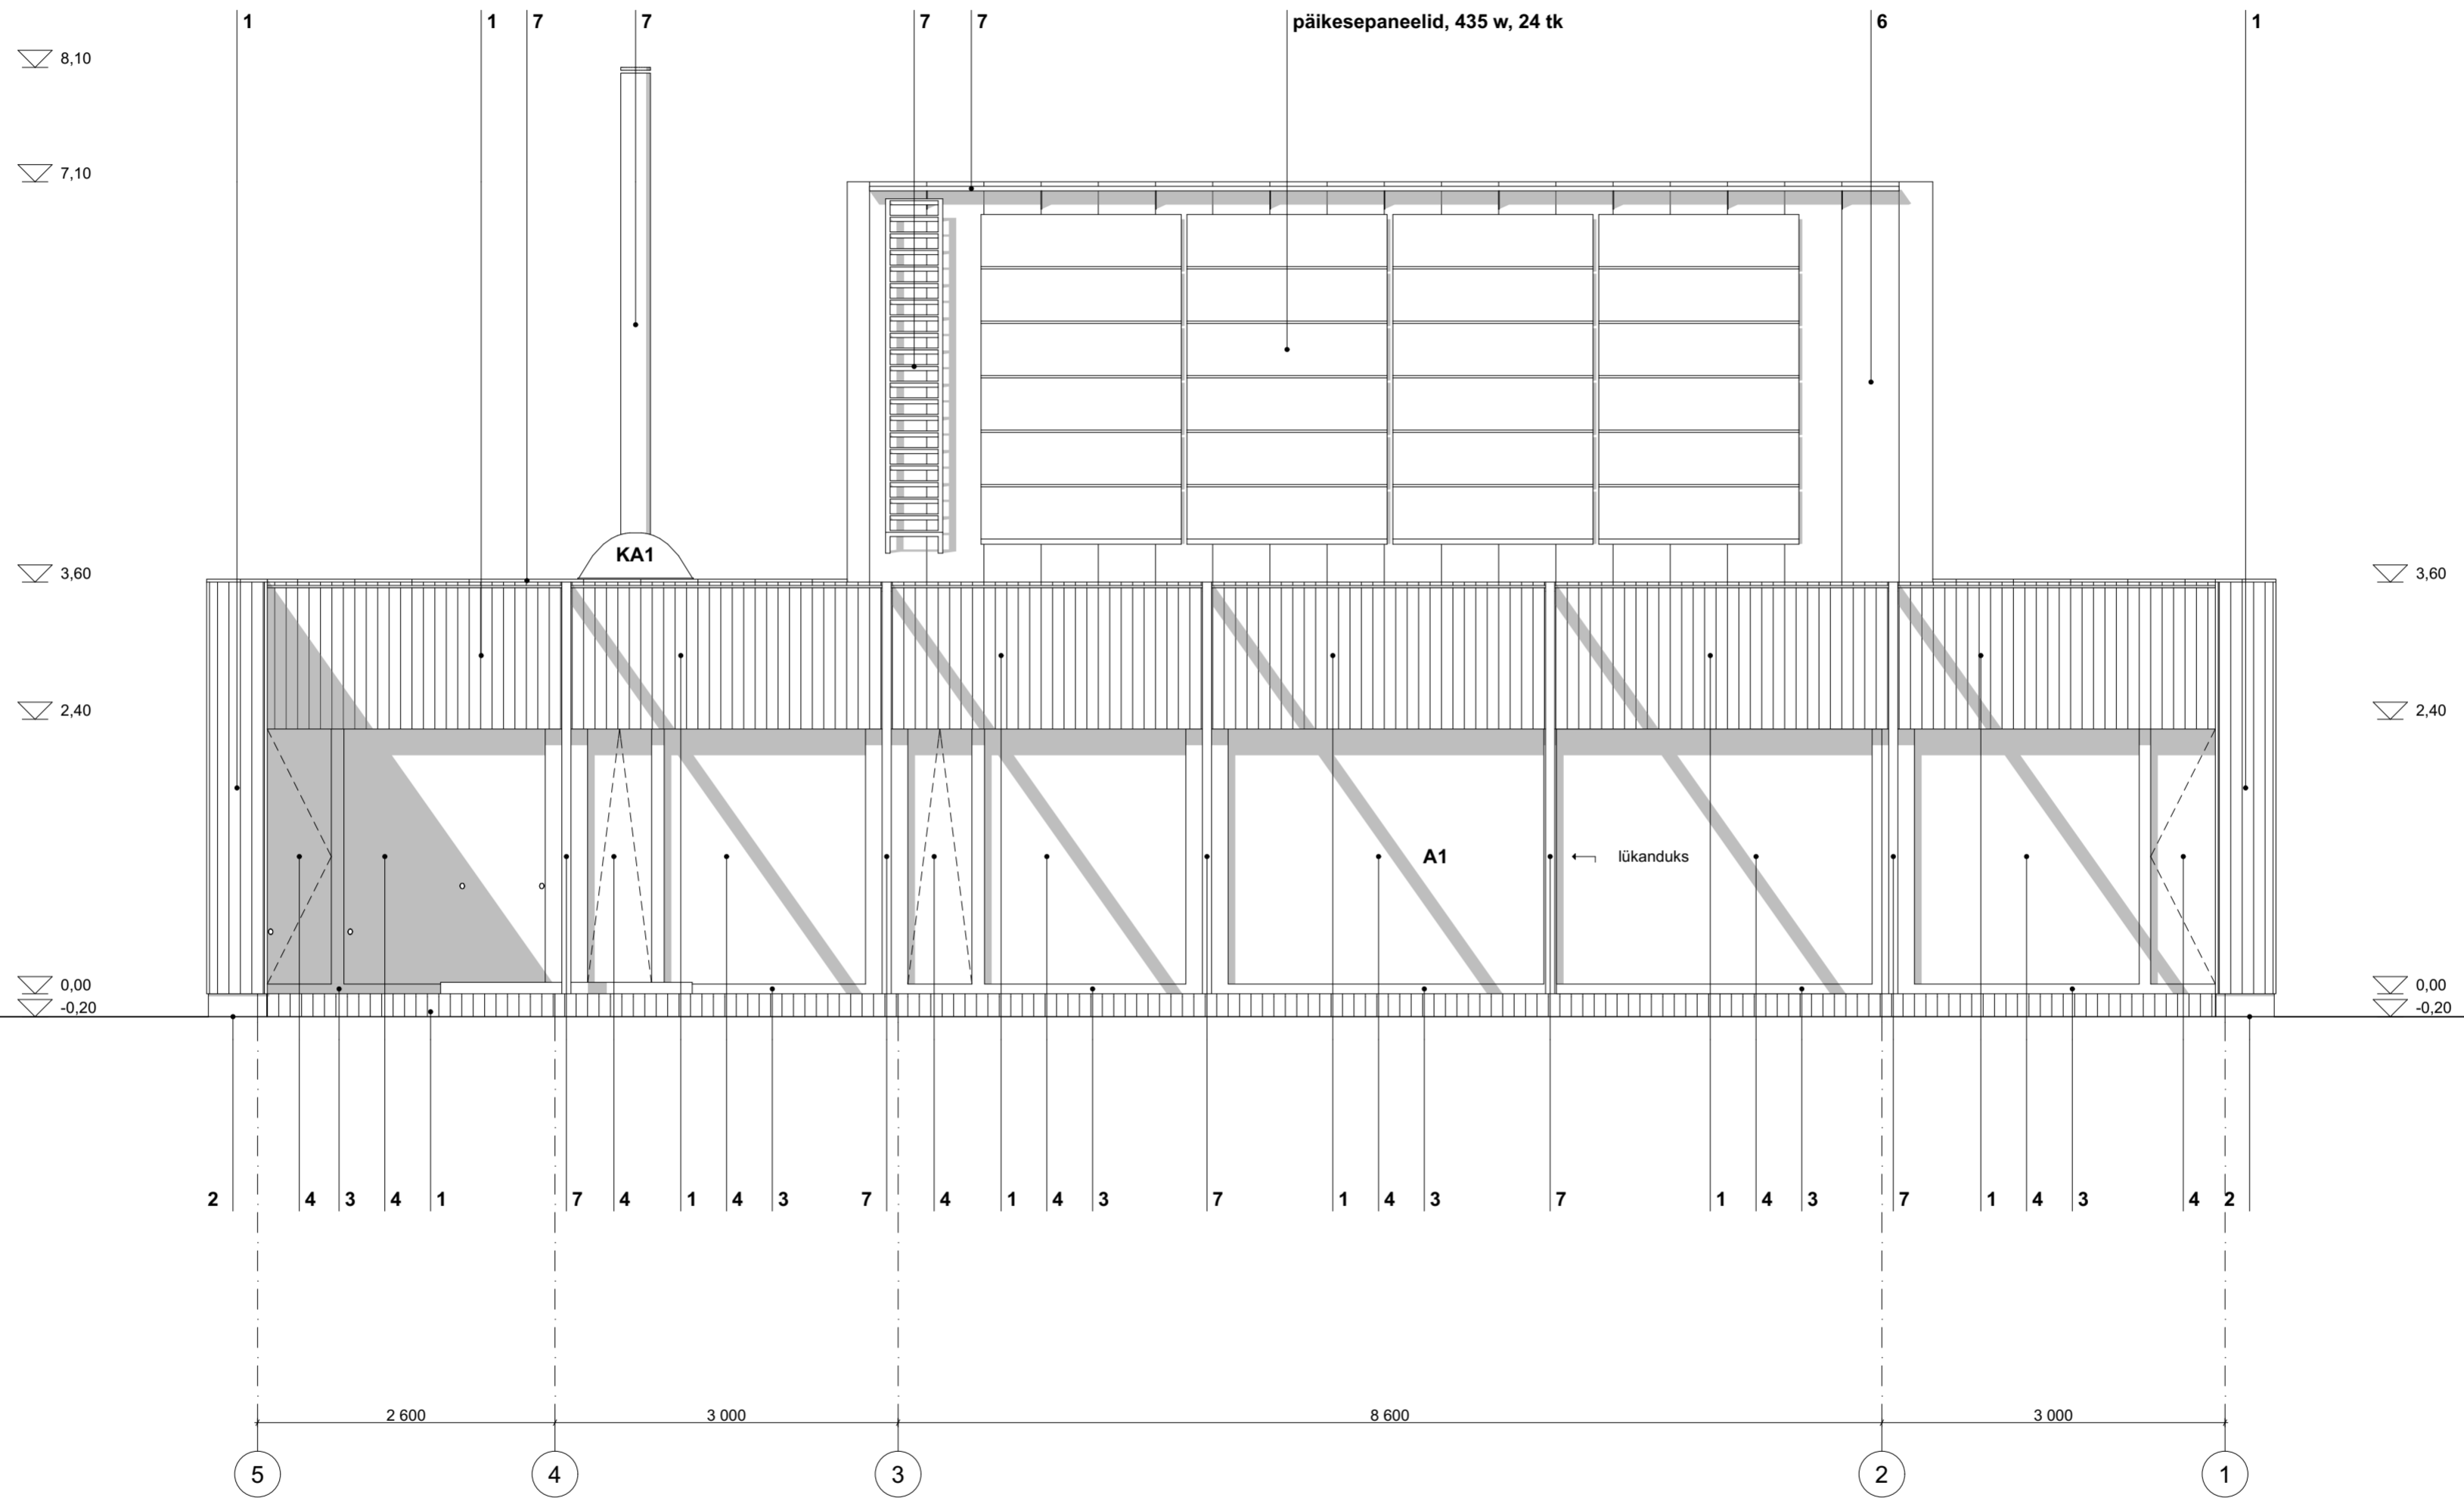 1 1 7 7 7 7 päikesepaneelid, 435 w, 24 tk 6 1
8,10
7,10
KA1
3,60 3,60
2,40 2,40
A1 lükanduks
0,00 0,00
-0,20 -0,20
2 4 3 4 1 7 4 1 4 3 7 4 1 4 3 7 1 4 3 7 1 4 3 7 1 4 3 4 2
2 600 3 000 8 600 3 000
5 4 3 2 1